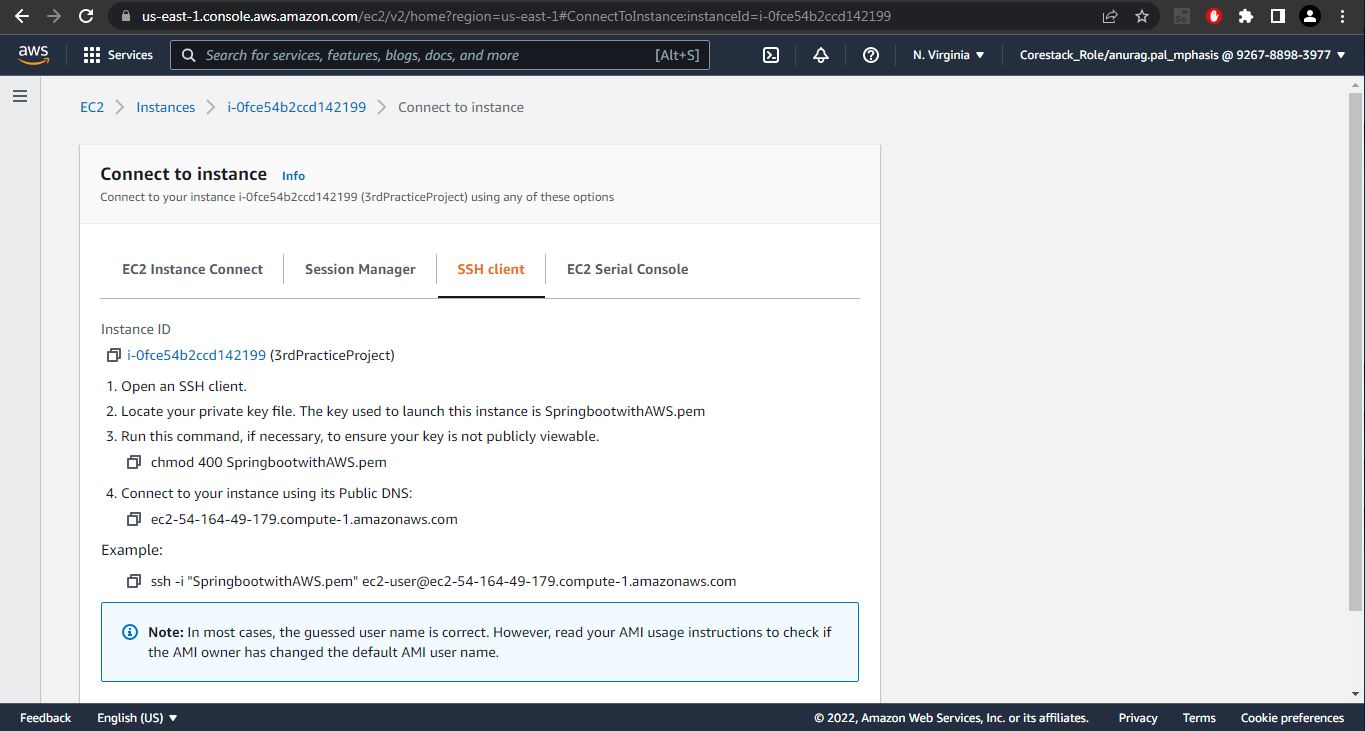 us-east-1.console.aws.amazon.com/ec2/v2/home?region=us-east-1#ConnectToInstance:instanceId=i-0fce54b2ccd142199
aws Services Search for services, features, blogs, docs, and more [Alt+S] N. Virginia Corestack_Role/anurag.pal_mphasis @ 9267-8898-3977
EC2 Instances i-0fce54b2ccd142199 Connect to instance
Connect to instance Info
Connect to your instance i-0fce54b2ccd142199 (3rdPracticeProject) using any of these options
EC2 Instance Connect Session Manager SSH client EC2 Serial Console
Instance ID
i-0fce54b2ccd142199 (3rdPracticeProject)
1. Open an SSH client.
2. Locate your private key file. The key used to launch this instance is SpringbootwithAWS.pem
3. Run this command, if necessary, to ensure your key is not publicly viewable.
chmod 400 SpringbootwithAWS.pem
4. Connect to your instance using its Public DNS:
ec2-54-164-49-179.compute-1.amazonaws.com
Example:
ssh -i "SpringbootwithAWS.pem" ec2-user@ec2-54-164-49-179.compute-1.amazonaws.com
Note: In most cases, the guessed user name is correct. However, read your AMI usage instructions to check if
the AMI owner has changed the default AMI user name.
Feedback English (US) © 2022, Amazon Web Services, Inc. or its affiliates. Privacy Terms Cookie preferences